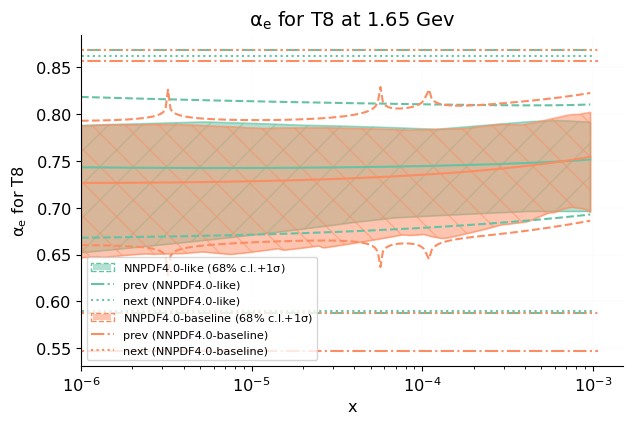 αe for T8 at 1.65 Gev
αe for T8
0.85
0.80
0.75
0.70
0.65
0.60
0.55
NNPDF4.0-like (68% c.l.+1σ)
prev (NNPDF4.0-like)
next (NNPDF4.0-like)
NNPDF4.0-baseline (68% c.l.+1σ)
prev (NNPDF4.0-baseline)
next (NNPDF4.0-baseline)
10⁻⁶ 10⁻⁵ 10⁻⁴ 10⁻³
x